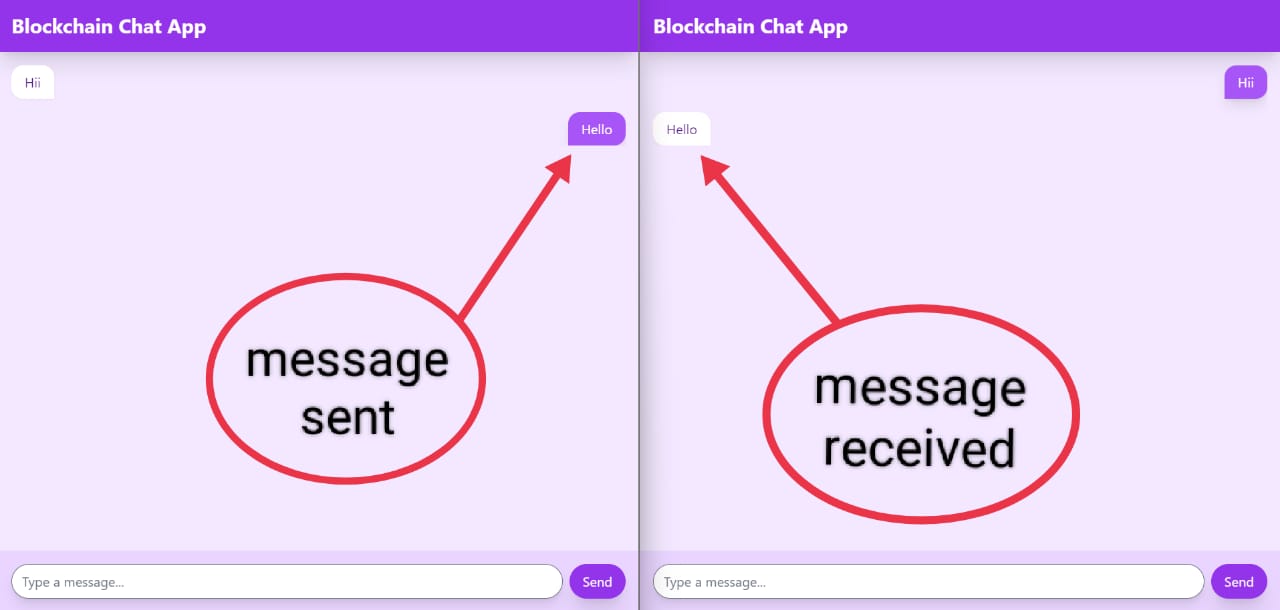 Blockchain Chat App
Hii
Hello
message
sent
Type a message...
Send
Blockchain Chat App
Hii
Hello
message
received
Type a message...
Send